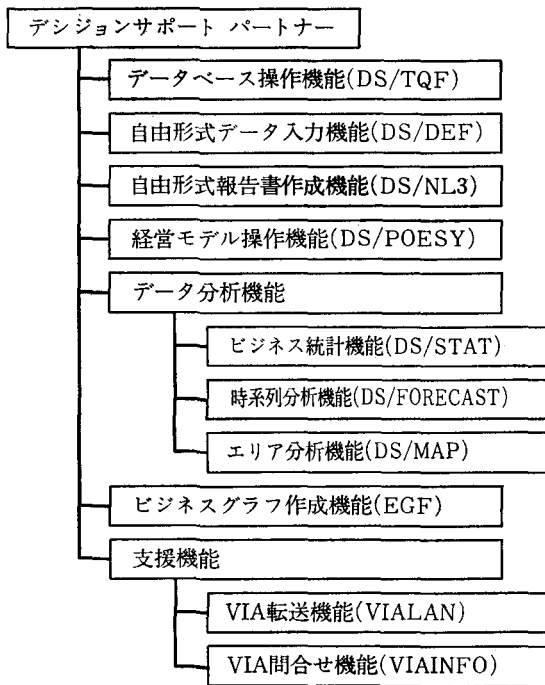 デシジョンサポート パートナー
データベース操作機能(DS/TQF)
自由形式データ入力機能(DS/DEF)
自由形式報告書作成機能(DS/NL3)
経営モデル操作機能(DS/POESY)
データ分析機能
ビジネス統計機能(DS/STAT)
時系列分析機能(DS/FORECAST)
エリア分析機能(DS/MAP)
ビジネスグラフ作成機能(EGF)
支援機能
VIA転送機能(VIALAN)
VIA問合せ機能(VIAINFO)